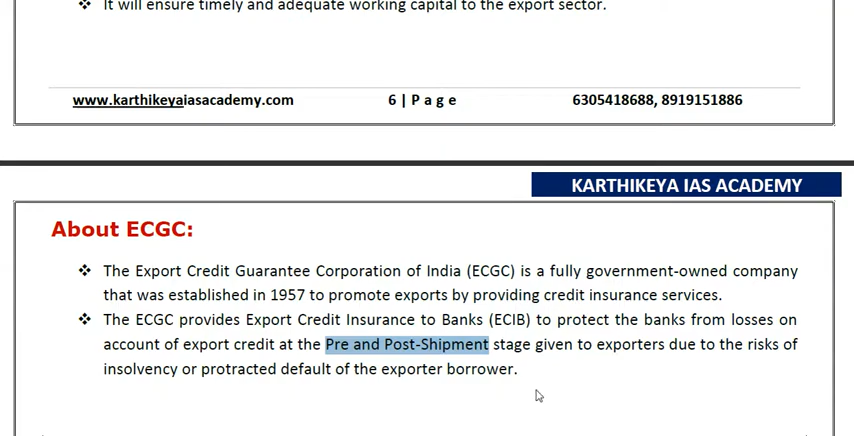 ❖ It will ensure timely and adequate working capital to the export sector.
www.karthikeyaiasacademy.com 6 | P a g e 6305418688, 8919151886
KARTHIKEYA IAS ACADEMY
About ECGC:
❖ The Export Credit Guarantee Corporation of India (ECGC) is a fully government-owned company
that was established in 1957 to promote exports by providing credit insurance services.
❖ The ECGC provides Export Credit Insurance to Banks (ECIB) to protect the banks from losses on
account of export credit at the Pre and Post-Shipment stage given to exporters due to the risks of
insolvency or protracted default of the exporter borrower.